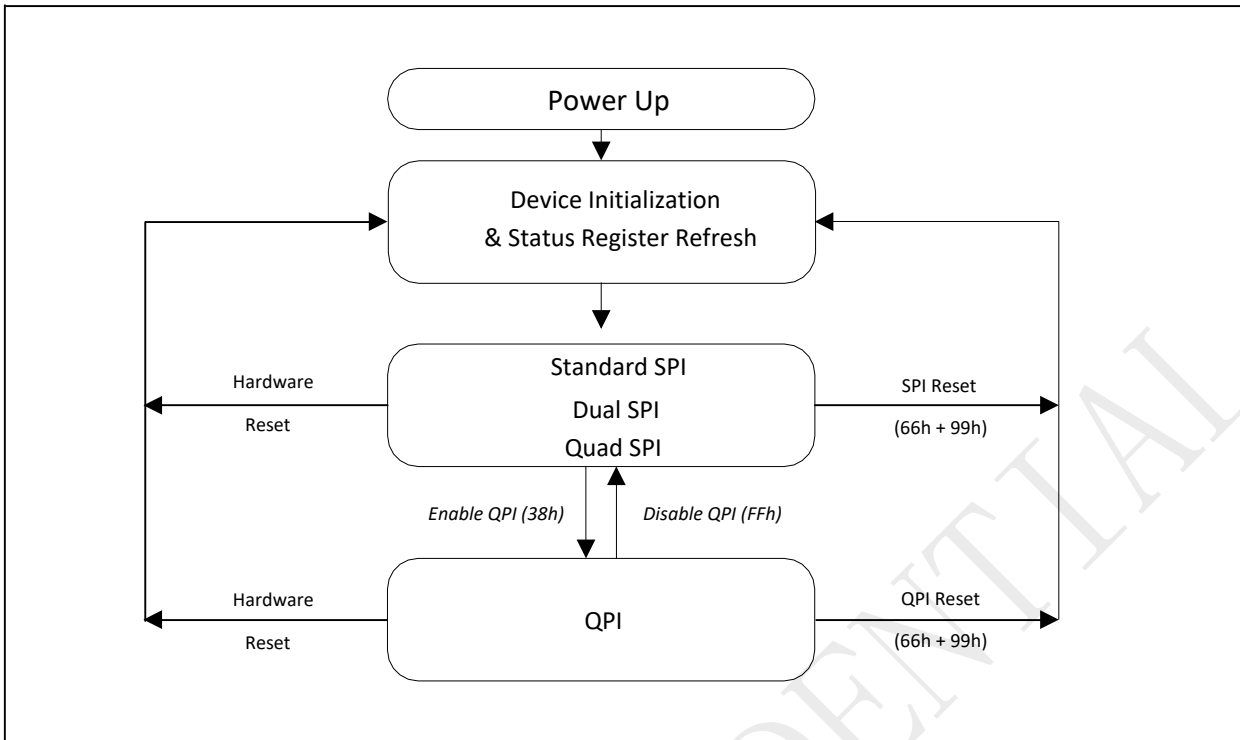 Power Up
Device Initialization
& Status Register Refresh
Standard SPI
Dual SPI
Quad SPI
Hardware
Reset
SPI Reset
(66h + 99h)
Enable QPI (38h)
Disable QPI (FFh)
QPI
Hardware
Reset
QPI Reset
(66h + 99h)
DENTIAL